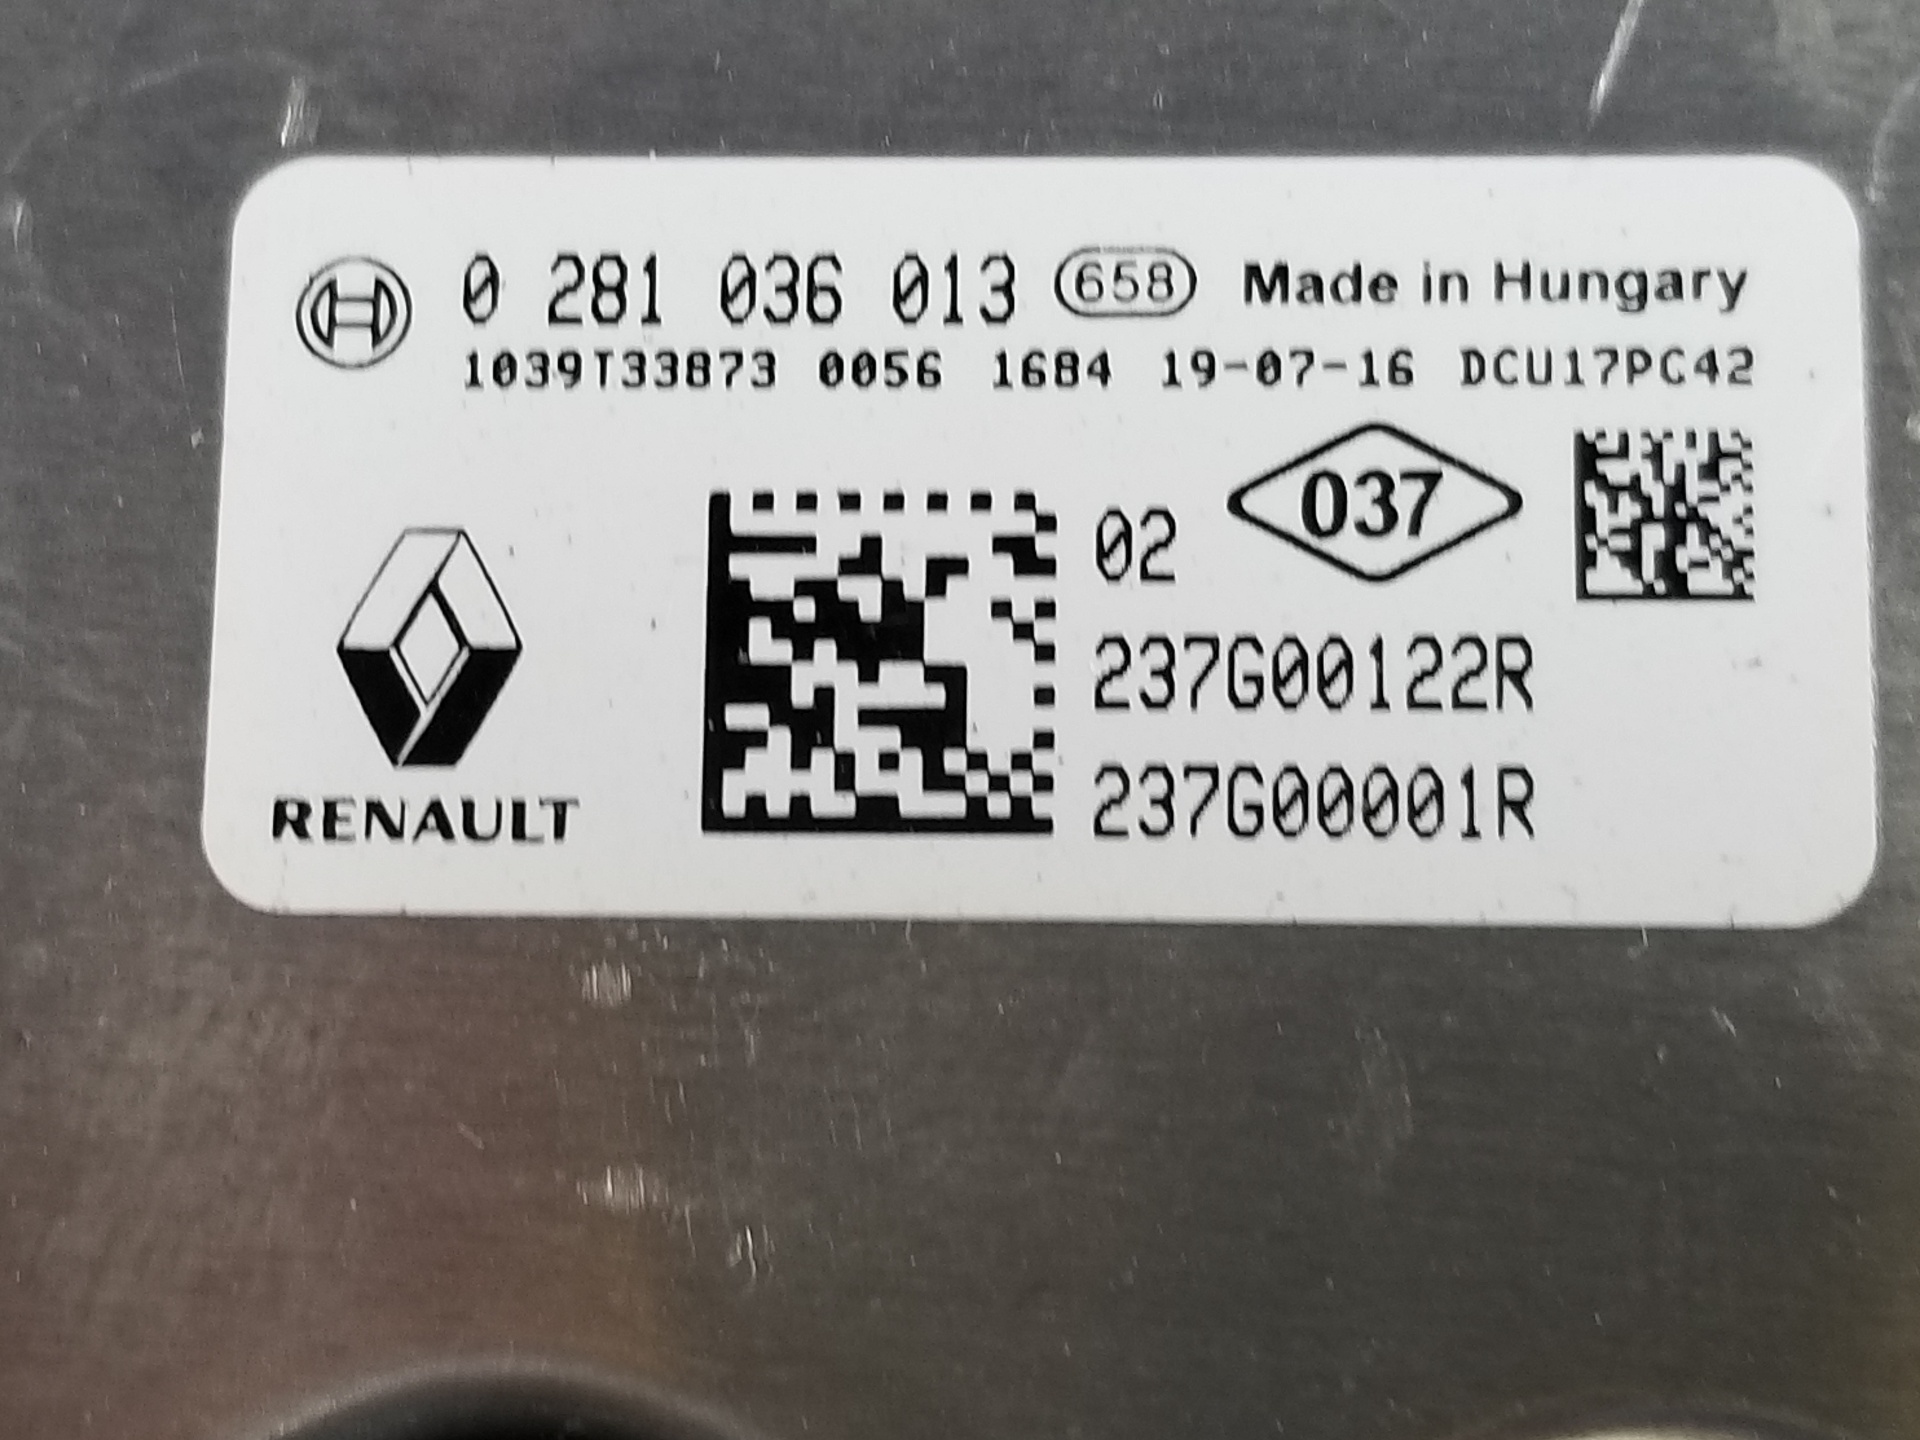 0 281 036 013 658 Made in Hungary
1039T33873 0056 1684 19-07-16 DCU17PC42
02 037
237G00122R
237G00001R
RENAULT